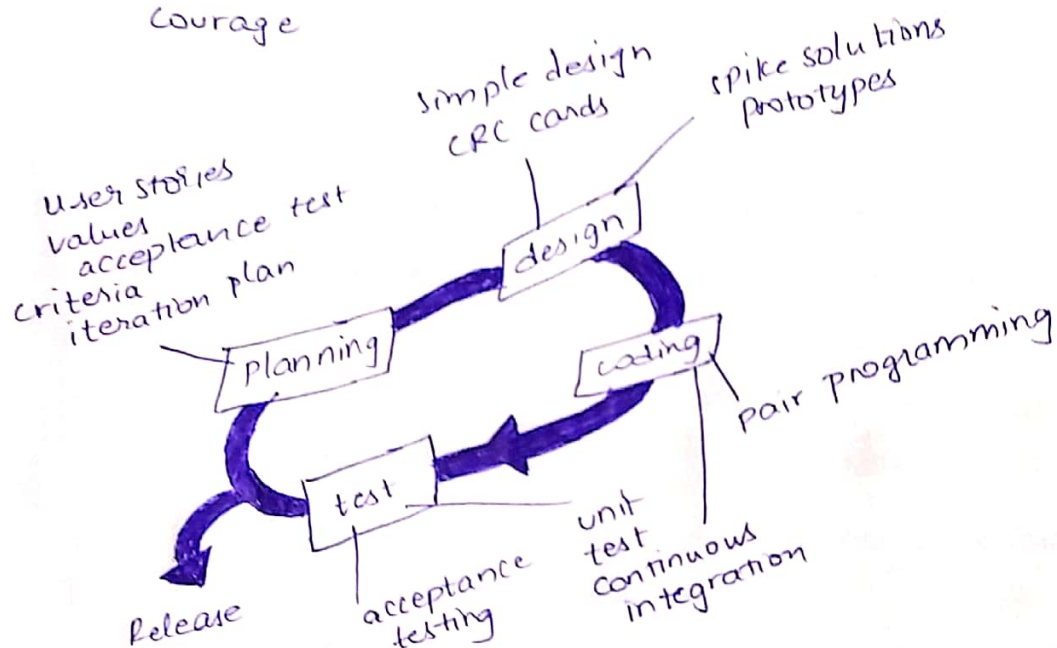 Courage
simple design
CRC cards
spike solutions
prototypes
user stories
values
acceptance test
criteria
iteration plan
design
planning
coding
pair programming
test
unit
test
continuous
integration
acceptance
testing
Release